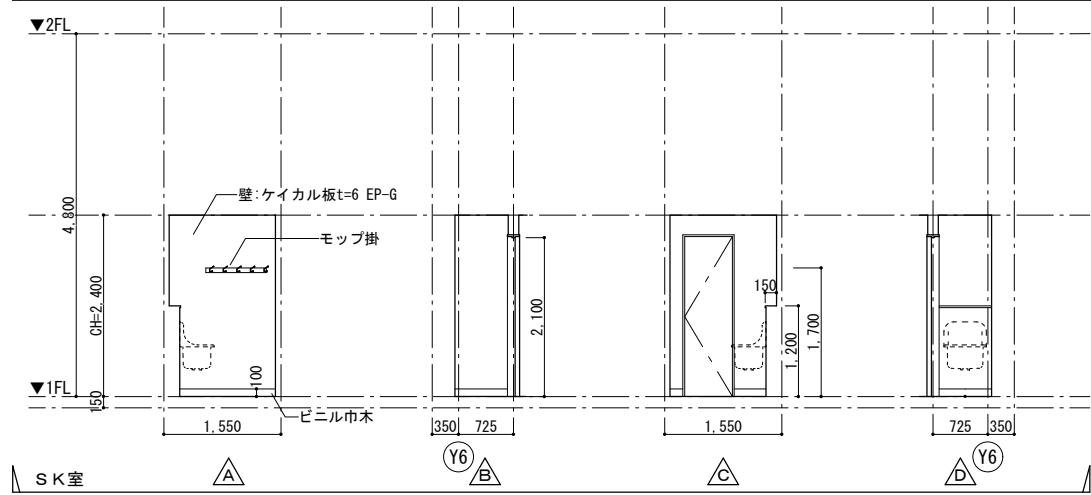 ▼2FL
4,800
壁:ケイカル板t=6 EP-G
モップ掛
CH=2,400
2,100
150
1,700
1,200
100
▼1FL
150
ビニル巾木
1,550
350
725
1,550
725
350
Y6
Y6
SK室
A
B
C
D